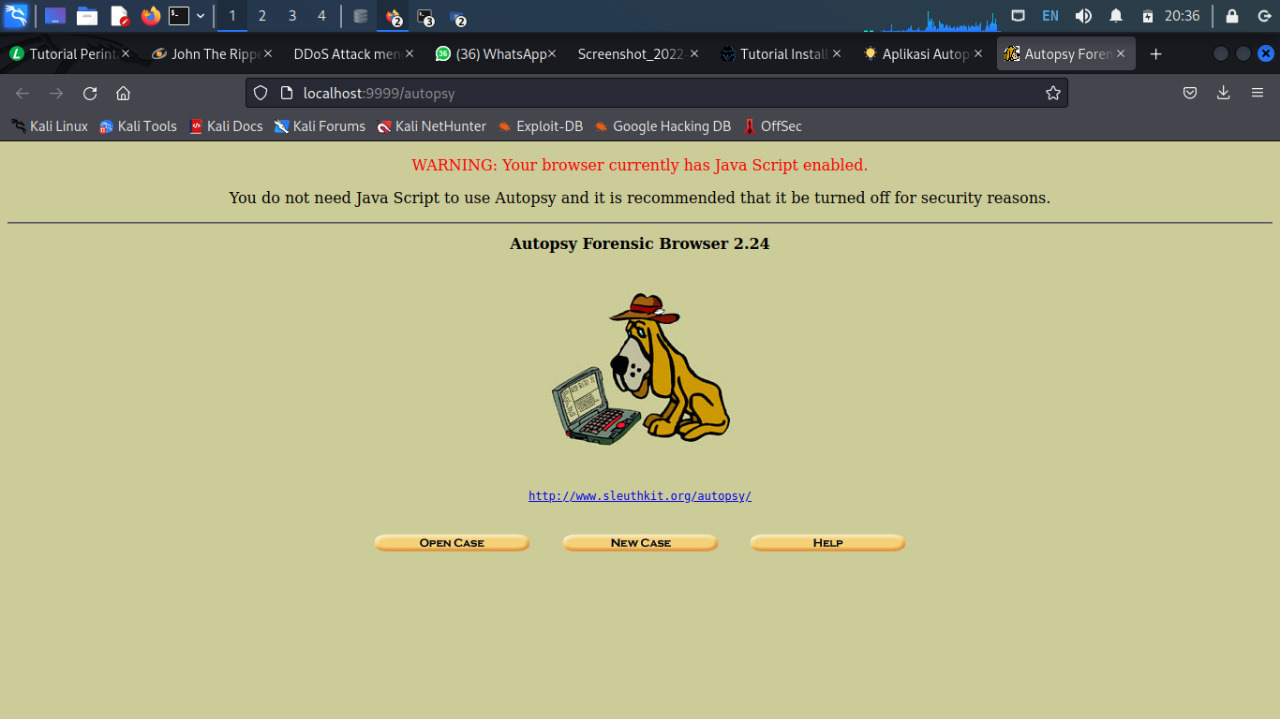 1 2 3 4 2 3 2 EN 20:36
Tutorial Perint John The Rippe DDoS Attack men (36) WhatsApp Screenshot_2022 Tutorial Install Aplikasi Autop Autopsy Foren
localhost:9999/autopsy
Kali Linux Kali Tools Kali Docs Kali Forums Kali NetHunter Exploit-DB Google Hacking DB OffSec
WARNING: Your browser currently has Java Script enabled.
You do not need Java Script to use Autopsy and it is recommended that it be turned off for security reasons.
Autopsy Forensic Browser 2.24
http://www.sleuthkit.org/autopsy/
OPEN CASE NEW CASE HELP